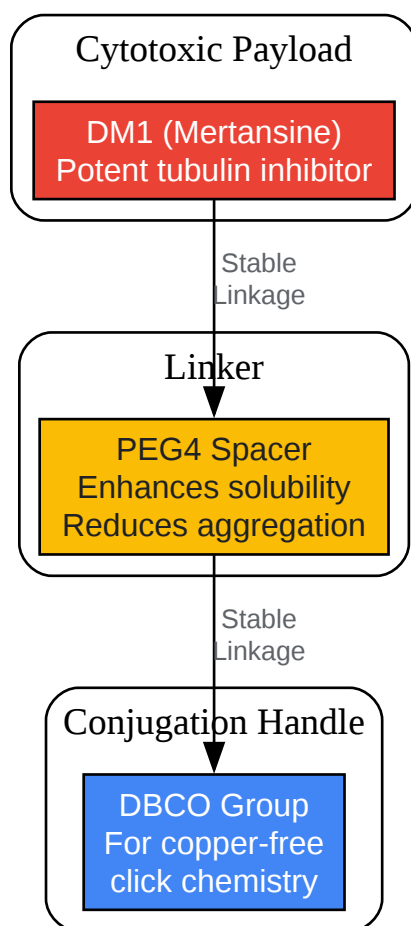 Cytotoxic Payload
DM1 (Mertansine)
Potent tubulin inhibitor
Stable
Linkage
Linker
PEG4 Spacer
Enhances solubility
Reduces aggregation
Stable
Linkage
Conjugation Handle
DBCO Group
For copper-free
click chemistry